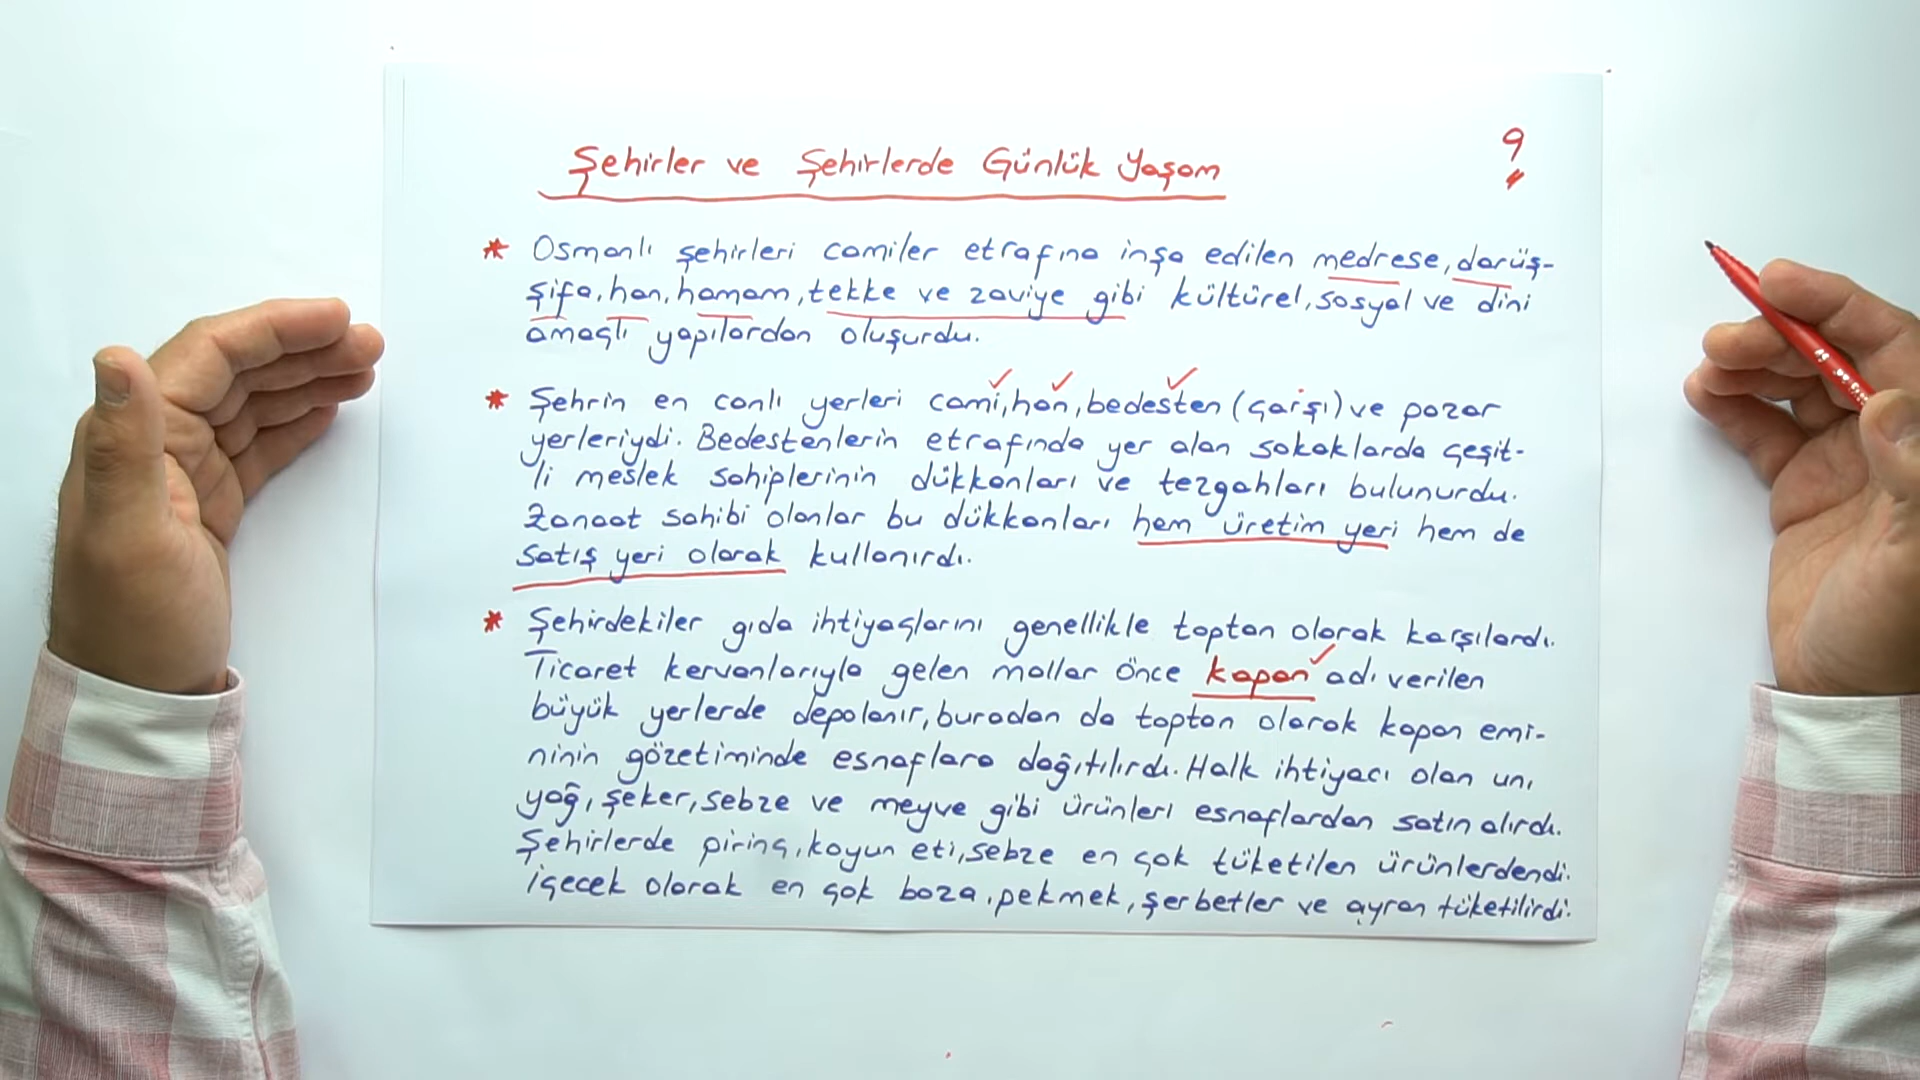 Şehirler ve Şehirlerde Günlük Yaşam
9
* Osmanlı şehirleri camiler etrafına inşa edilen medrese, darüş-
şifa, han, hamam, tekke ve zaviye gibi kültürel, sosyal ve dini
amaçlı yapılardan oluşurdu.
* Şehrin en canlı yerleri cami, han, bedesten (çarşı) ve pazar
yerleriydi. Bedestenlerin etrafında yer alan sokaklarda çeşit-
li meslek sahiplerinin dükkanları ve tezgahları bulunurdu.
Zanaat sahibi olanlar bu dükkanları hem üretim yeri hem de
satış yeri olarak kullanırdı.
* Şehirdekiler gıda ihtiyaçlarını genellikle toptan olarak karşılardı.
Ticaret kervanlarıyla gelen mallar önce kapan adı verilen
büyük yerlerde depolanır, buradan da toptan olarak kapan emi-
ninin gözetiminde esnaflara dağıtılırdı. Halk ihtiyacı olan un,
yağ, şeker, sebze ve meyve gibi ürünleri esnaflardan satın alırdı.
Şehirlerde pirinç, koyun eti, sebze en çok tüketilen ürünlerdendi.
İçecek olarak en çok boza, pekmek, şerbetler ve ayran tüketilirdi.